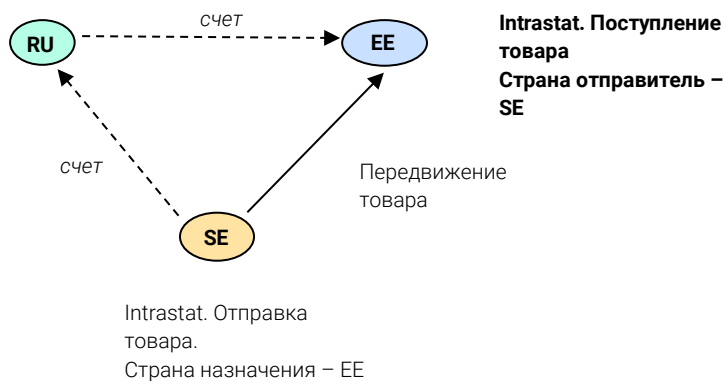 счет
RU
EE
Intrastat. Поступление
товара
Страна отправитель –
SE
счет
Передвижение
товара
SE
Intrastat. Отправка
товара.
Страна назначения – EE